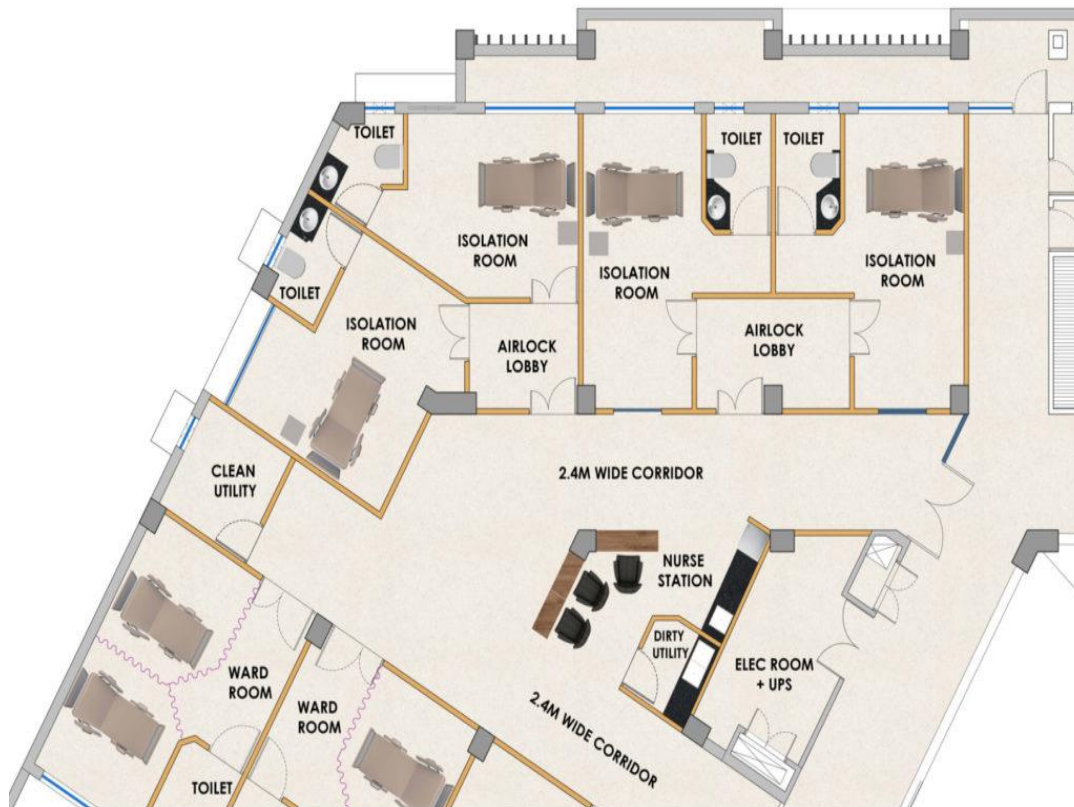 TOILET
TOILET
TOILET
ISOLATION
ROOM
ISOLATION
ROOM
ISOLATION
ROOM
TOILET
ISOLATION
ROOM
AIRLOCK
LOBBY
AIRLOCK
LOBBY
CLEAN
UTILITY
2.4M WIDE CORRIDOR
NURSE
STATION
DIRTY
UTILITY
ELEC ROOM
+ UPS
WARD
ROOM
WARD
ROOM
2.4M WIDE CORRIDOR
TOILET